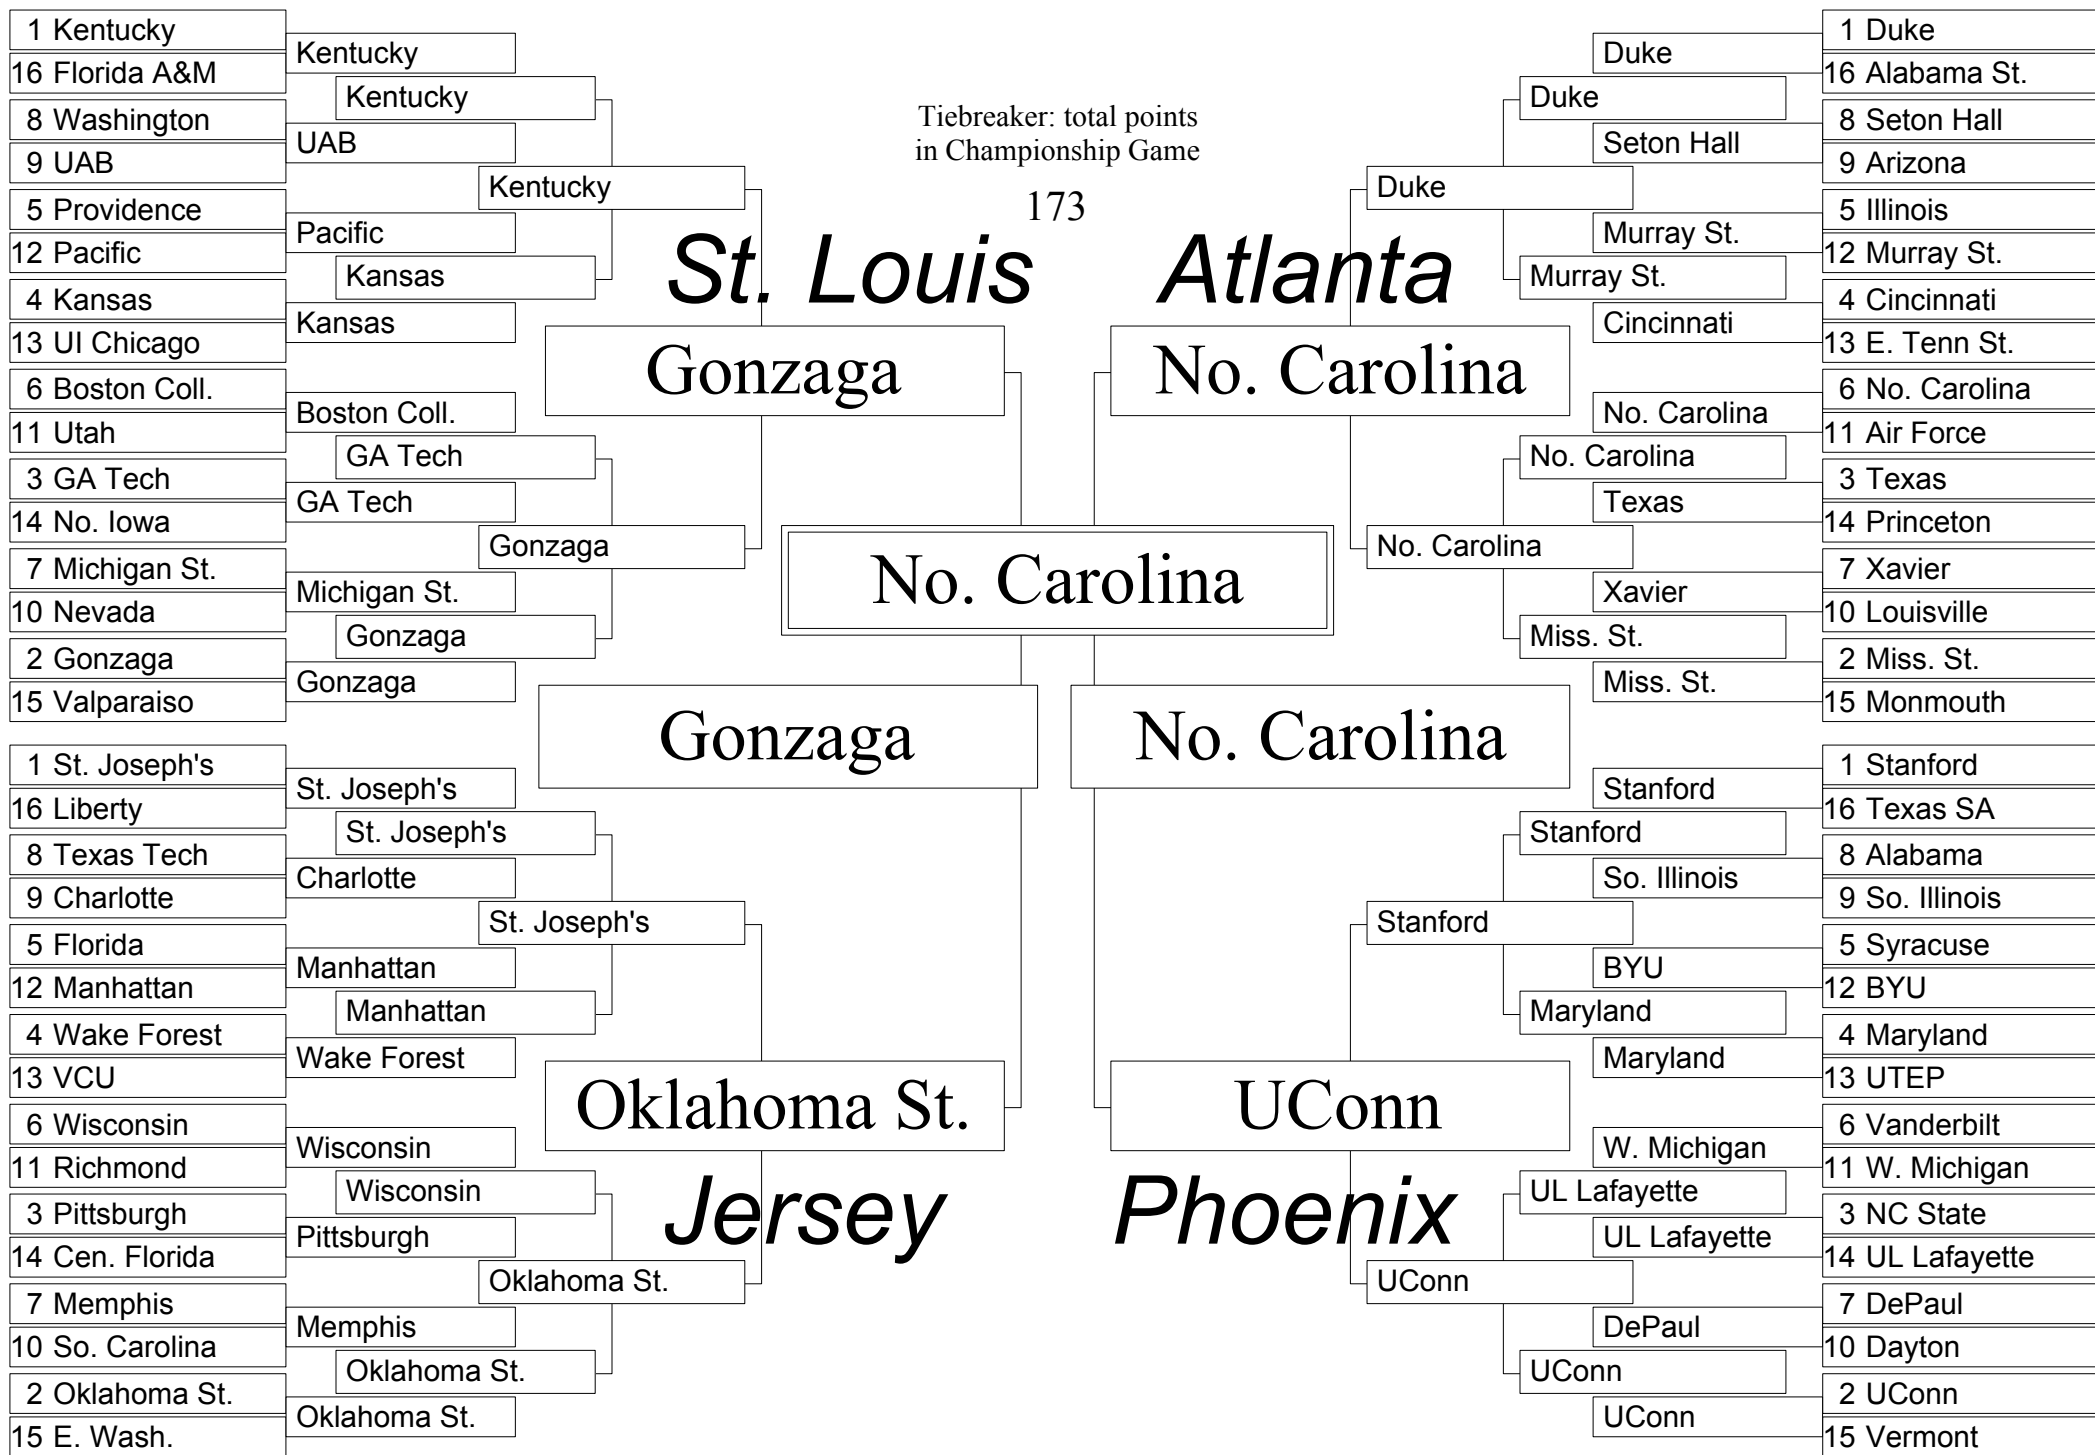 1 Kentucky
16 Florida A&M
8 Washington
9 UAB
5 Providence
12 Pacific
4 Kansas
13 UI Chicago
6 Boston Coll.
11 Utah
3 GA Tech
14 No. Iowa
7 Michigan St.
10 Nevada
2 Gonzaga
15 Valparaiso
Kentucky
UAB
Pacific
Kansas
Boston Coll.
GA Tech
Michigan St.
Gonzaga
Kentucky
Kansas
GA Tech
Gonzaga
Kentucky
Gonzaga
St. Louis
Gonzaga
1 St. Joseph's
16 Liberty
8 Texas Tech
9 Charlotte
5 Florida
12 Manhattan
4 Wake Forest
13 VCU
6 Wisconsin
11 Richmond
3 Pittsburgh
14 Cen. Florida
7 Memphis
10 So. Carolina
2 Oklahoma St.
15 E. Wash.
St. Joseph's
Charlotte
Manhattan
Wake Forest
Wisconsin
Pittsburgh
Memphis
Oklahoma St.
St. Joseph's
Manhattan
Wisconsin
Oklahoma St.
St. Joseph's
Oklahoma St.
Oklahoma St.
Jersey
Tiebreaker: total points
in Championship Game
173
No. Carolina
Gonzaga
No. Carolina
Atlanta
No. Carolina
Duke
No. Carolina
Duke
Murray St.
No. Carolina
Miss. St.
Duke
Seton Hall
Murray St.
Cincinnati
No. Carolina
Texas
Xavier
Miss. St.
1 Duke
16 Alabama St.
8 Seton Hall
9 Arizona
5 Illinois
12 Murray St.
4 Cincinnati
13 E. Tenn St.
6 No. Carolina
11 Air Force
3 Texas
14 Princeton
7 Xavier
10 Louisville
2 Miss. St.
15 Monmouth
UConn
Phoenix
Stanford
UConn
Stanford
Maryland
UL Lafayette
UConn
Stanford
So. Illinois
BYU
Maryland
W. Michigan
UL Lafayette
DePaul
UConn
1 Stanford
16 Texas SA
8 Alabama
9 So. Illinois
5 Syracuse
12 BYU
4 Maryland
13 UTEP
6 Vanderbilt
11 W. Michigan
3 NC State
14 UL Lafayette
7 DePaul
10 Dayton
2 UConn
15 Vermont